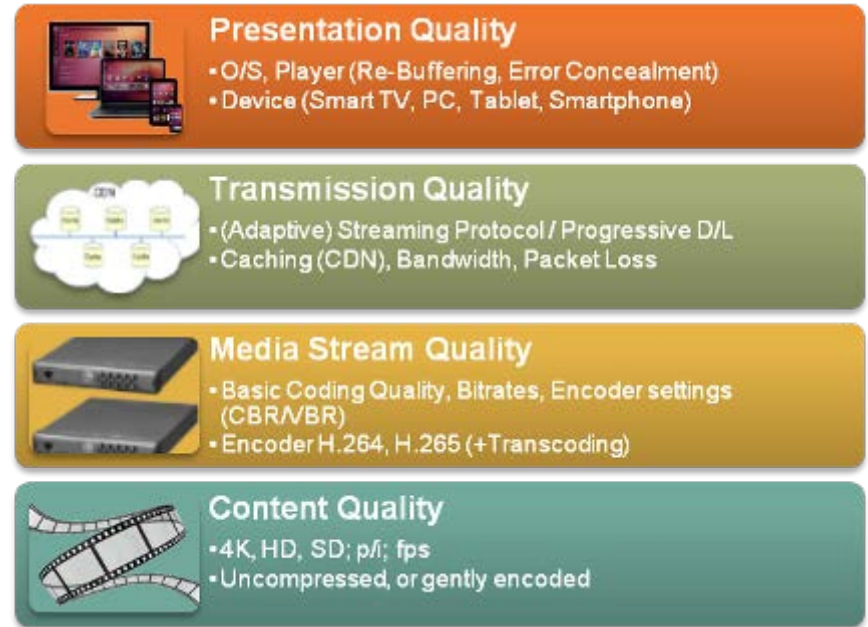 Presentation Quality
• O/S, Player (Re-Buffering, Error Concealment)
• Device (Smart TV, PC, Tablet, Smartphone)
CDN
Transmission Quality
• (Adaptive) Streaming Protocol / Progressive D/L
• Caching (CDN), Bandwidth, Packet Loss
Media Stream Quality
• Basic Coding Quality, Bitrates, Encoder settings
(CBR/VBR)
• Encoder H.264, H.265 (+Transcoding)
Content Quality
• 4K, HD, SD; p/i; fps
• Uncompressed, or gently encoded